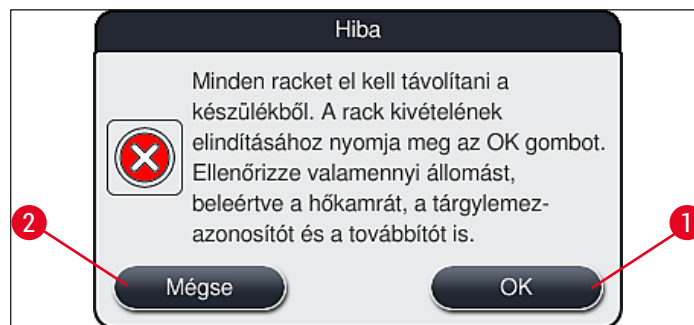 Hiba
Minden racket el kell távolítani a
készülékből. A rack kivételének
elindításához nyomja meg az OK gombot.
Ellenőrizze valamennyi állomást,
beleértve a hőkamrát, a tárgylemez-
azonosítót és a továbbítót is.
2
1
Mégse
OK